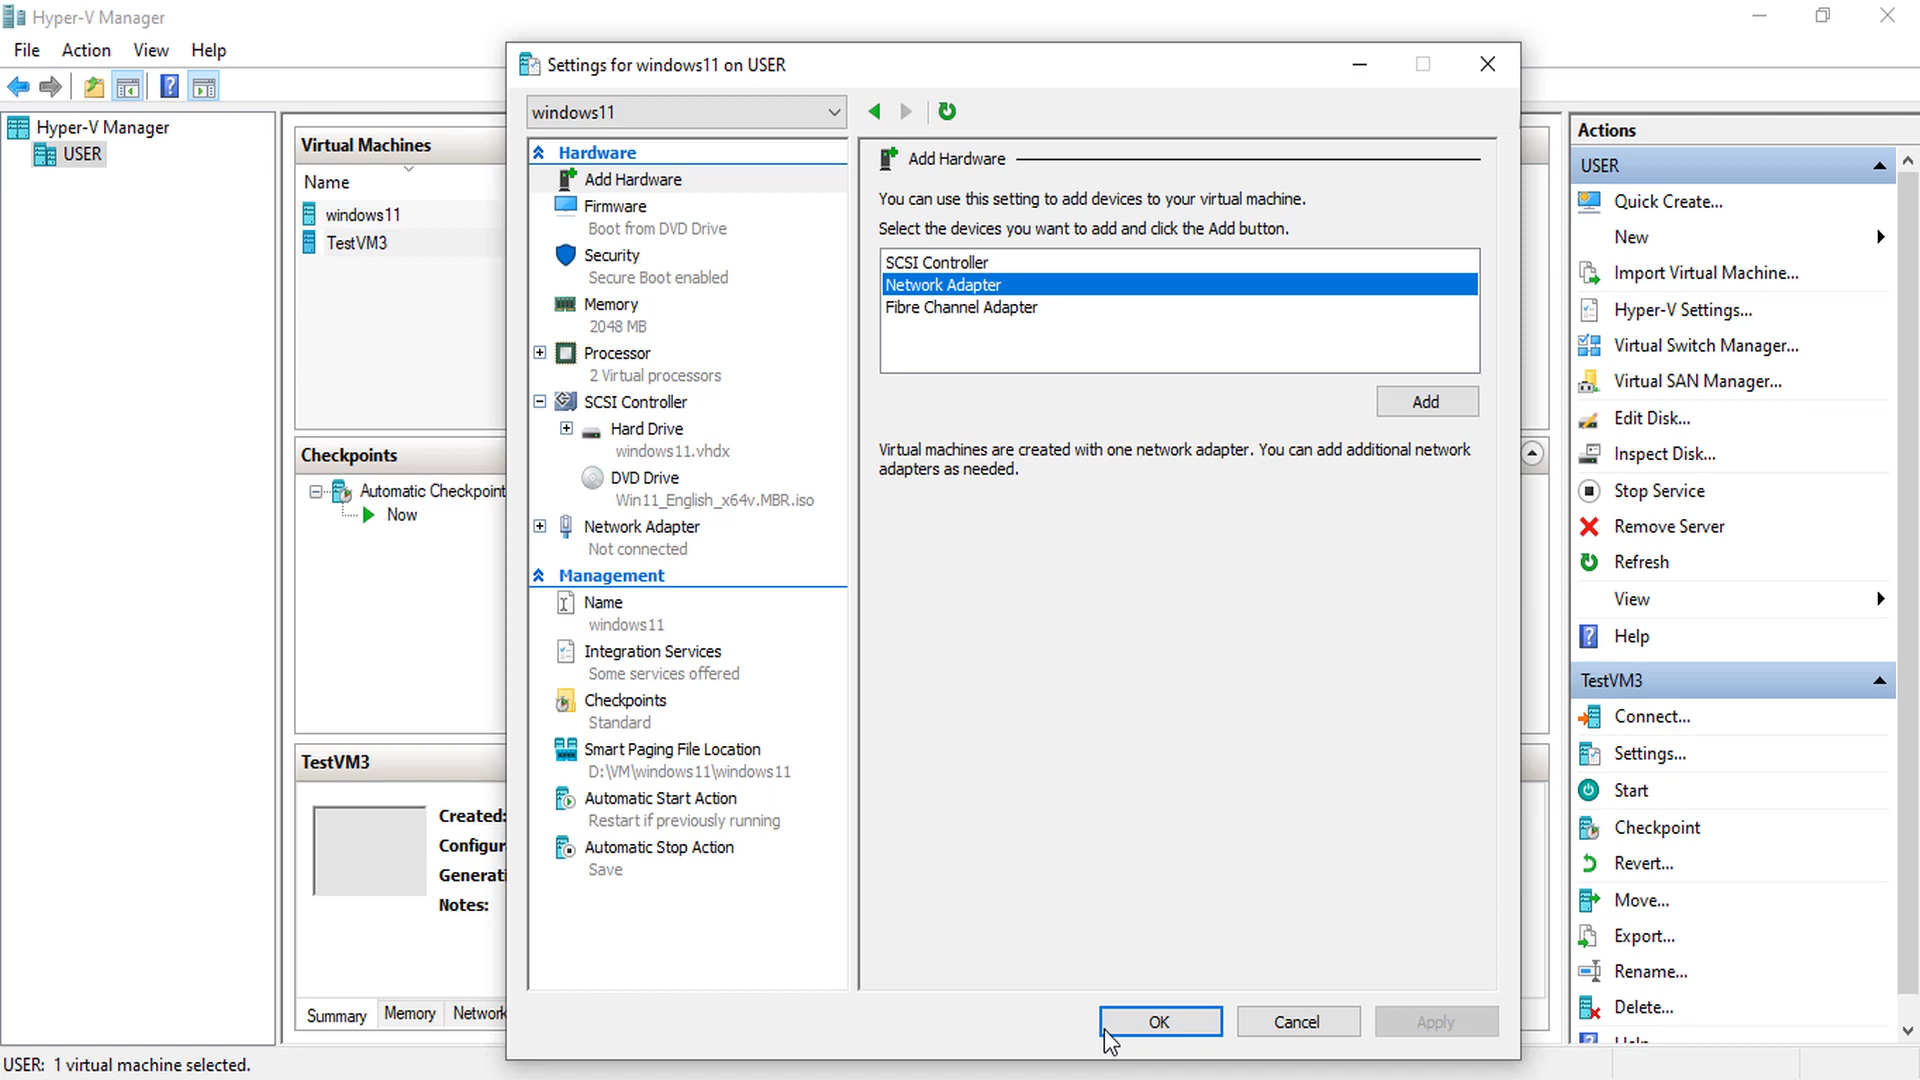 Hyper-V Manager
File Action View Help
Hyper-V Manager
USER
Virtual Machines
Name
windows11
TestVM3
Checkpoints
Automatic Checkpoint
Now
TestVM3
Created:
Configur
Generati
Notes:
Summary Memory Network
USER: 1 virtual machine selected.
Settings for windows11 on USER
windows11
Hardware
Add Hardware
Firmware
Boot from DVD Drive
Security
Secure Boot enabled
Memory
2048 MB
Processor
2 Virtual processors
SCSI Controller
Hard Drive
windows11.vhdx
DVD Drive
Win11_English_x64v.MBR.iso
Network Adapter
Not connected
Management
Name
windows11
Integration Services
Some services offered
Checkpoints
Standard
Smart Paging File Location
D:\VM\windows11\windows11
Automatic Start Action
Restart if previously running
Automatic Stop Action
Save
Add Hardware
You can use this setting to add devices to your virtual machine.
Select the devices you want to add and click the Add button.
SCSI Controller
Network Adapter
Fibre Channel Adapter
Add
Virtual machines are created with one network adapter. You can add additional network
adapters as needed.
OK Cancel Apply
Actions
USER
Quick Create...
New
Import Virtual Machine...
Hyper-V Settings...
Virtual Switch Manager...
Virtual SAN Manager...
Edit Disk...
Inspect Disk...
Stop Service
Remove Server
Refresh
View
Help
TestVM3
Connect...
Settings...
Start
Checkpoint
Revert...
Move...
Export...
Rename...
Delete...